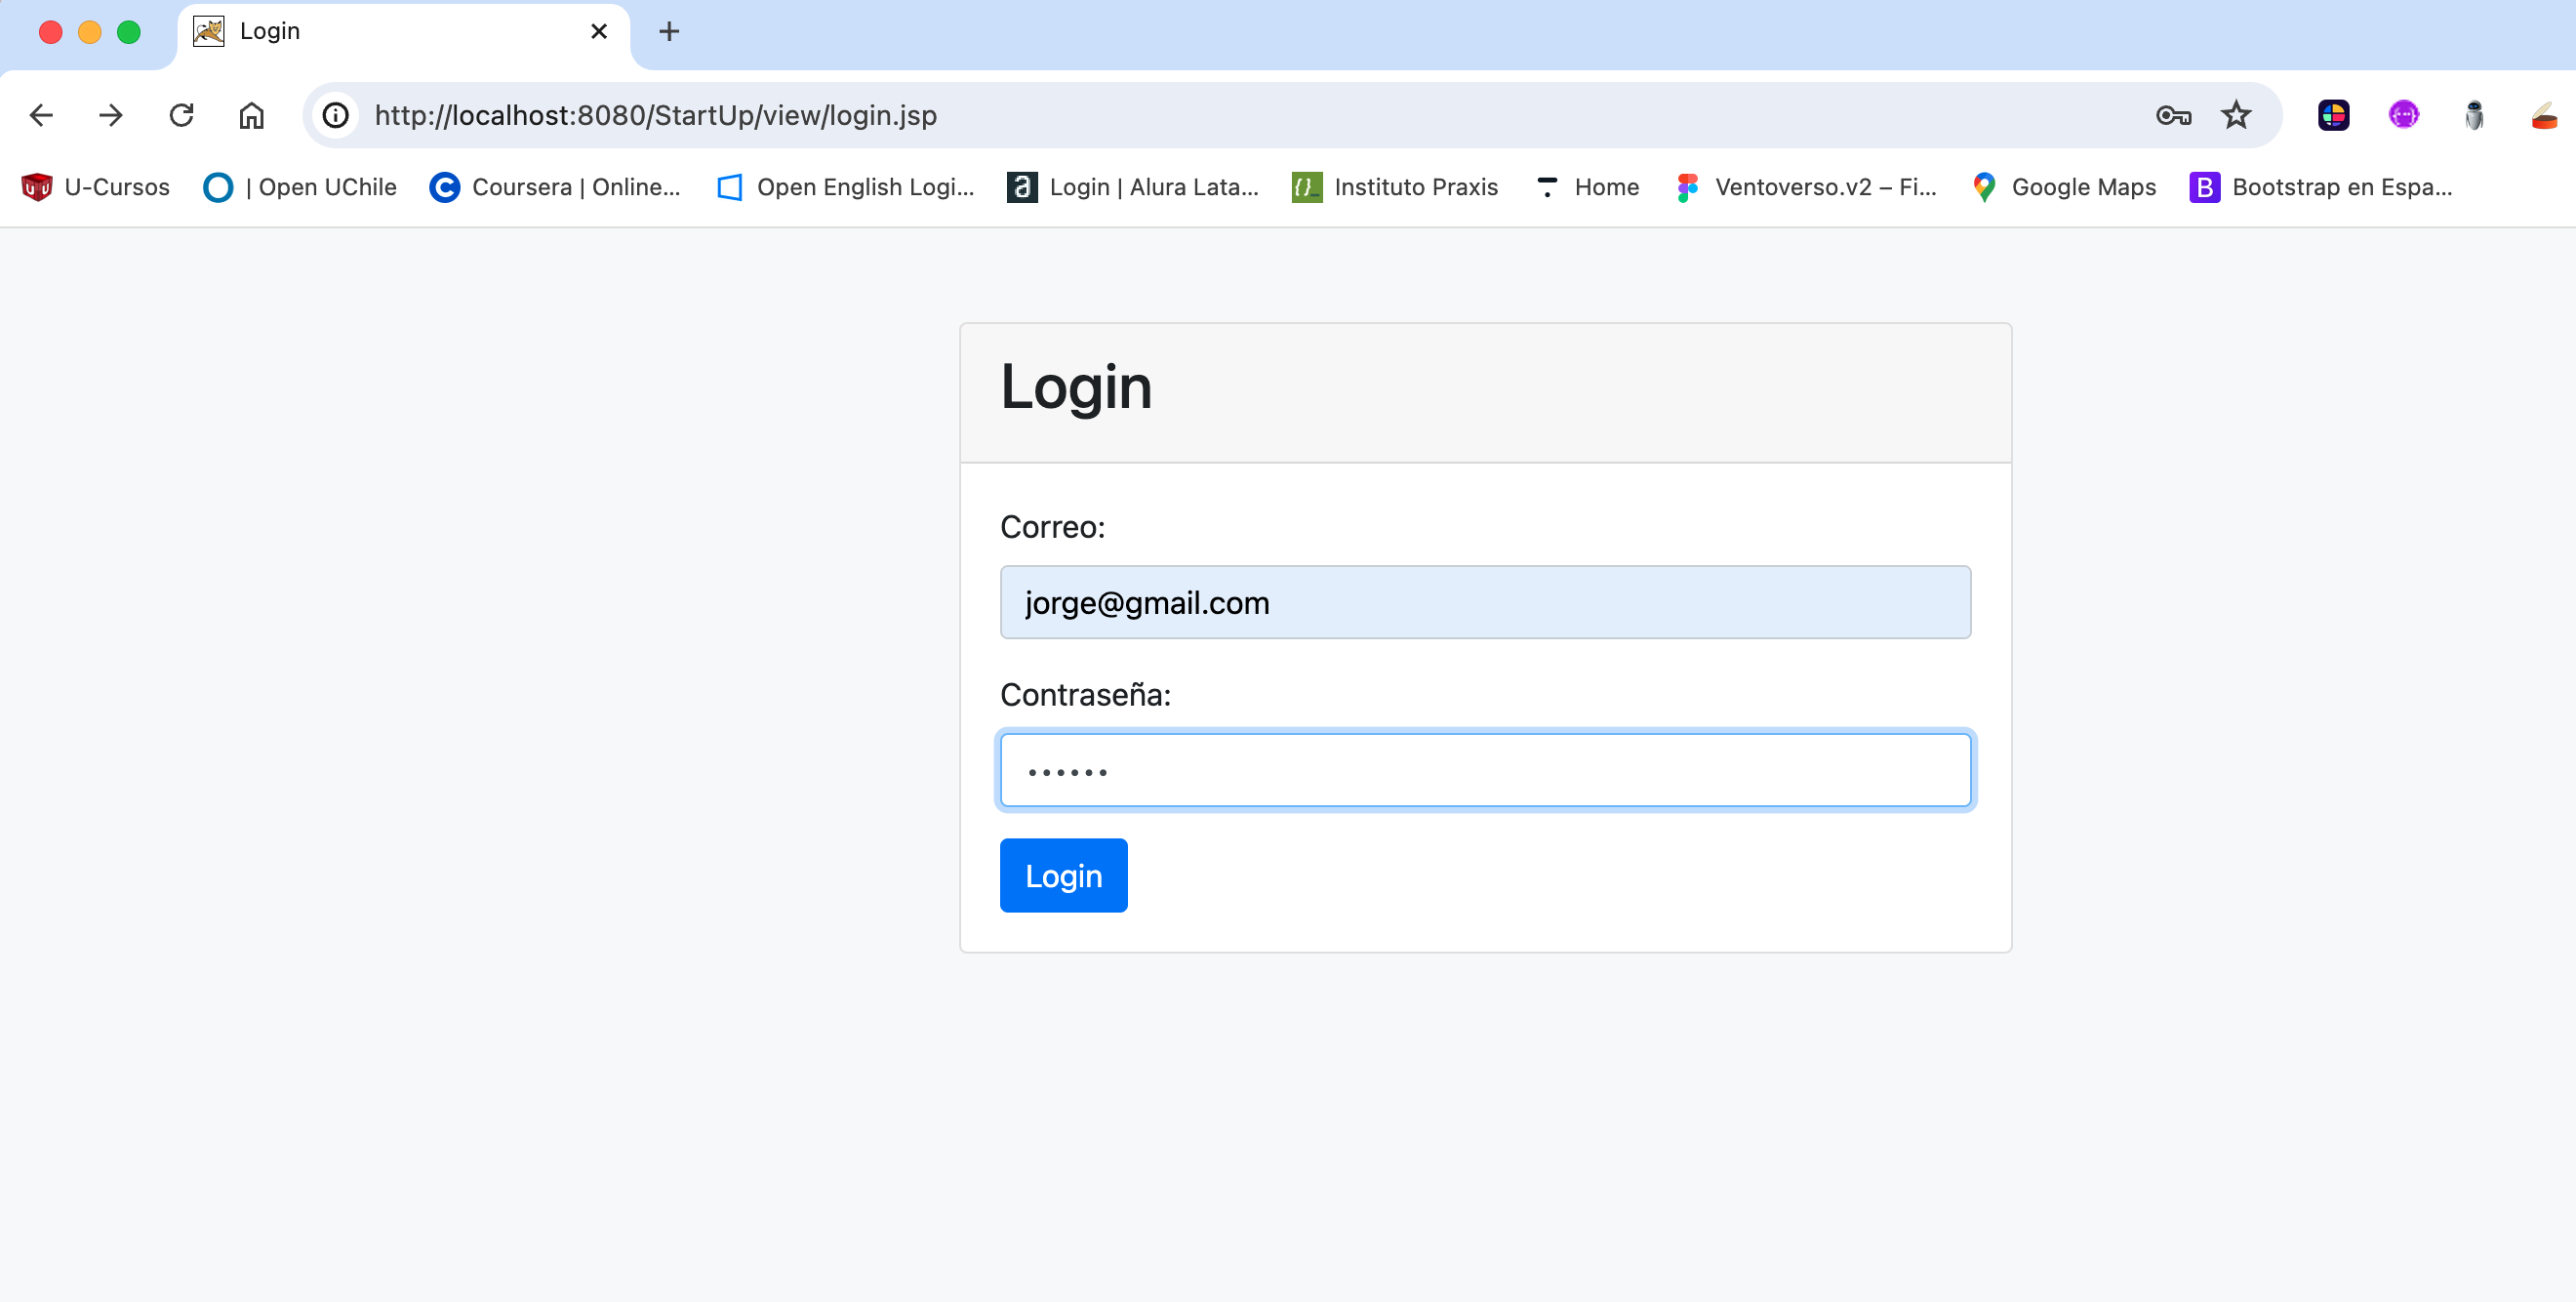 Login
http://localhost:8080/StartUp/view/login.jsp
U-Cursos | Open UChile Coursera | Online... Open English Logi... Login | Alura Lata... Instituto Praxis Home Ventoverso.v2 – Fi... Google Maps Bootstrap en Espa...
Login
Correo:
jorge@gmail.com
Contraseña:
Login